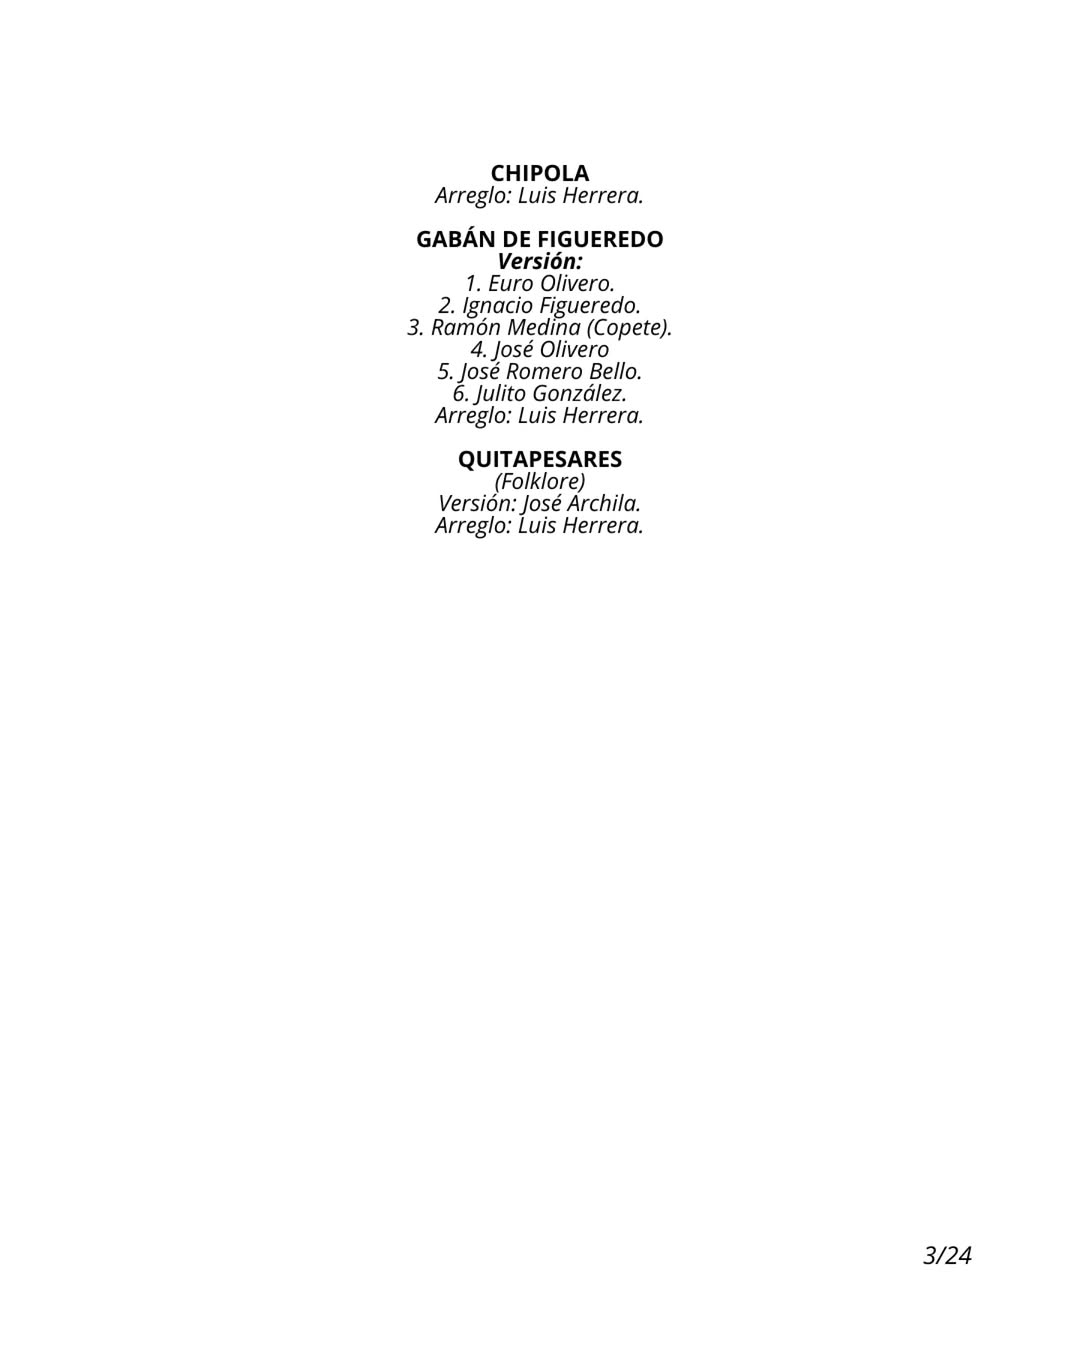 CHIPOLA
Arreglo: Luis Herrera.
GABÁN DE FIGUEREDO
Versión:
1. Euro Olivero.
2. Ignacio Figueredo.
3. Ramón Medina (Copete).
4. José Olivero
5. José Romero Bello.
6. Julito González.
Arreglo: Luis Herrera.
QUITAPESARES
(Folklore)
Versión: José Archila.
Arreglo: Luis Herrera.
3/24